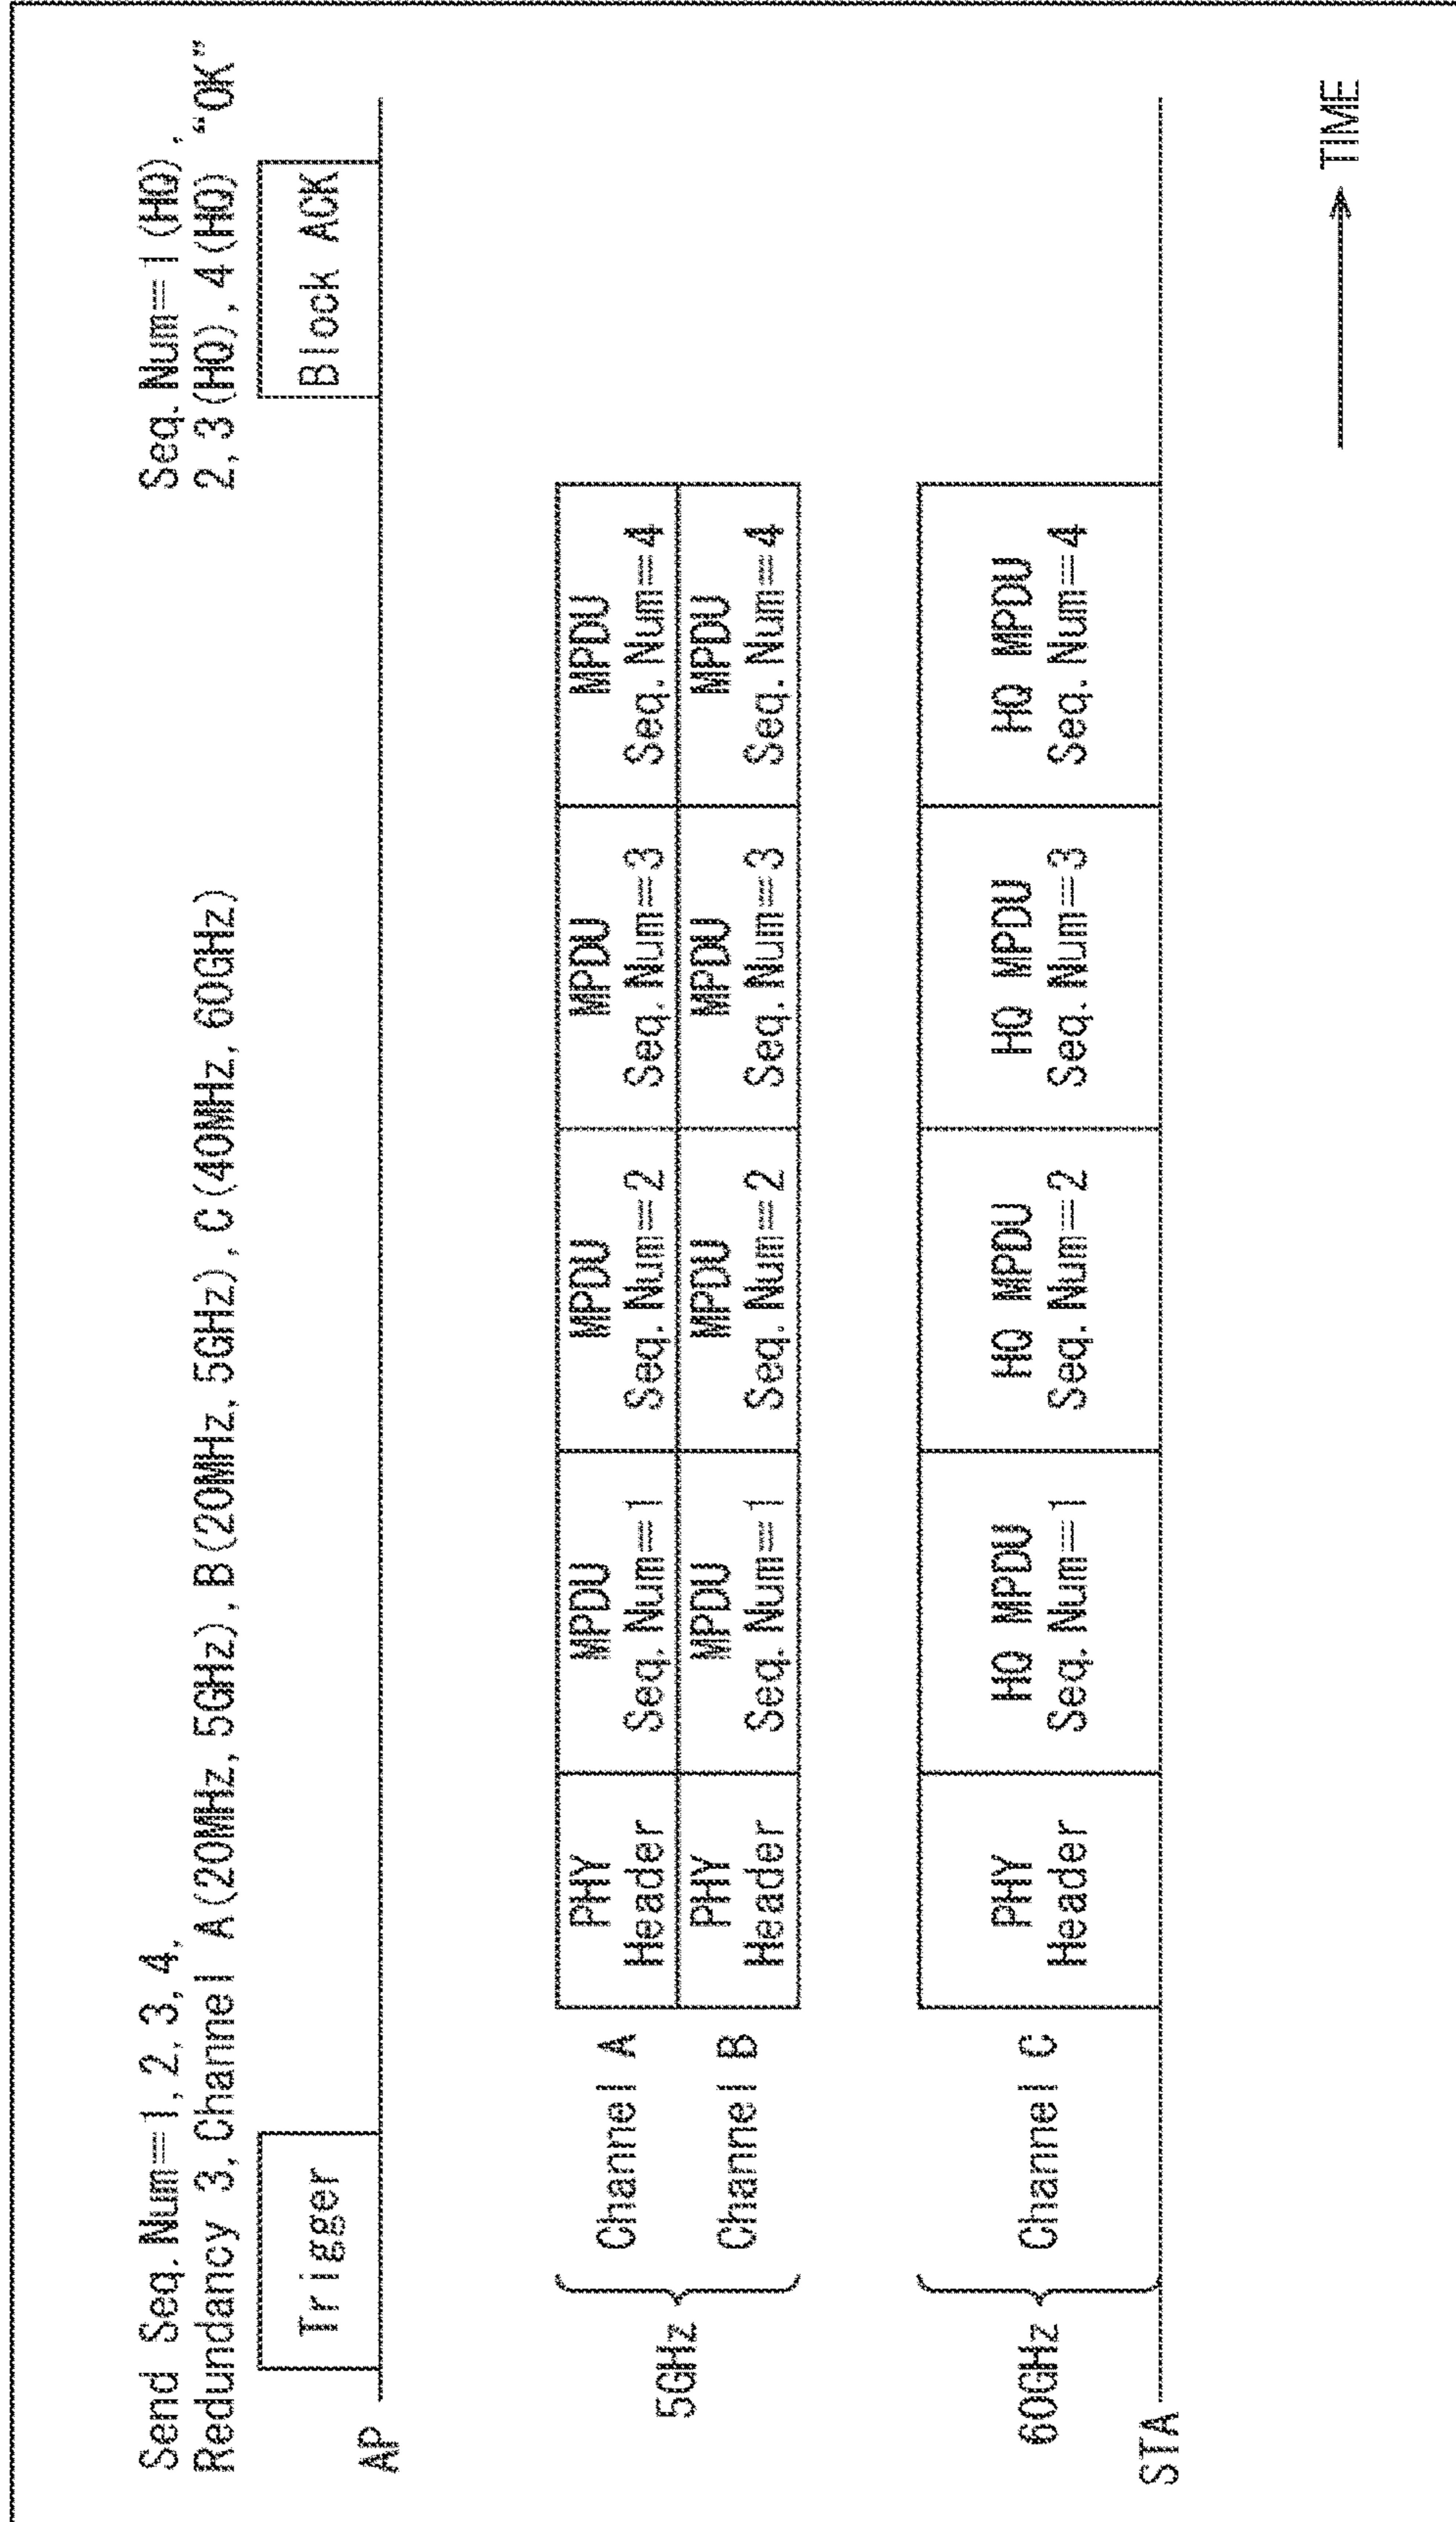 Send Seq. Num=1, 2, 3, 4,
Redundancy 3, Channel A(20MHz, 5GHz), B(20MHz, 5GHz), C(40MHz, 60GHz)
Seq. Num=1(HQ),
2, 3(HQ), 4(HQ) “OK”
Trigger
Block ACK
AP
5GHz
Channel A
PHY
Header
MPDU
Seq. Num=1
MPDU
Seq. Num=2
MPDU
Seq. Num=3
MPDU
Seq. Num=4
Channel B
PHY
Header
MPDU
Seq. Num=1
MPDU
Seq. Num=2
MPDU
Seq. Num=3
MPDU
Seq. Num=4
60GHz
Channel C
PHY
Header
HQ MPDU
Seq. Num=1
HQ MPDU
Seq. Num=2
HQ MPDU
Seq. Num=3
HQ MPDU
Seq. Num=4
STA
TIME